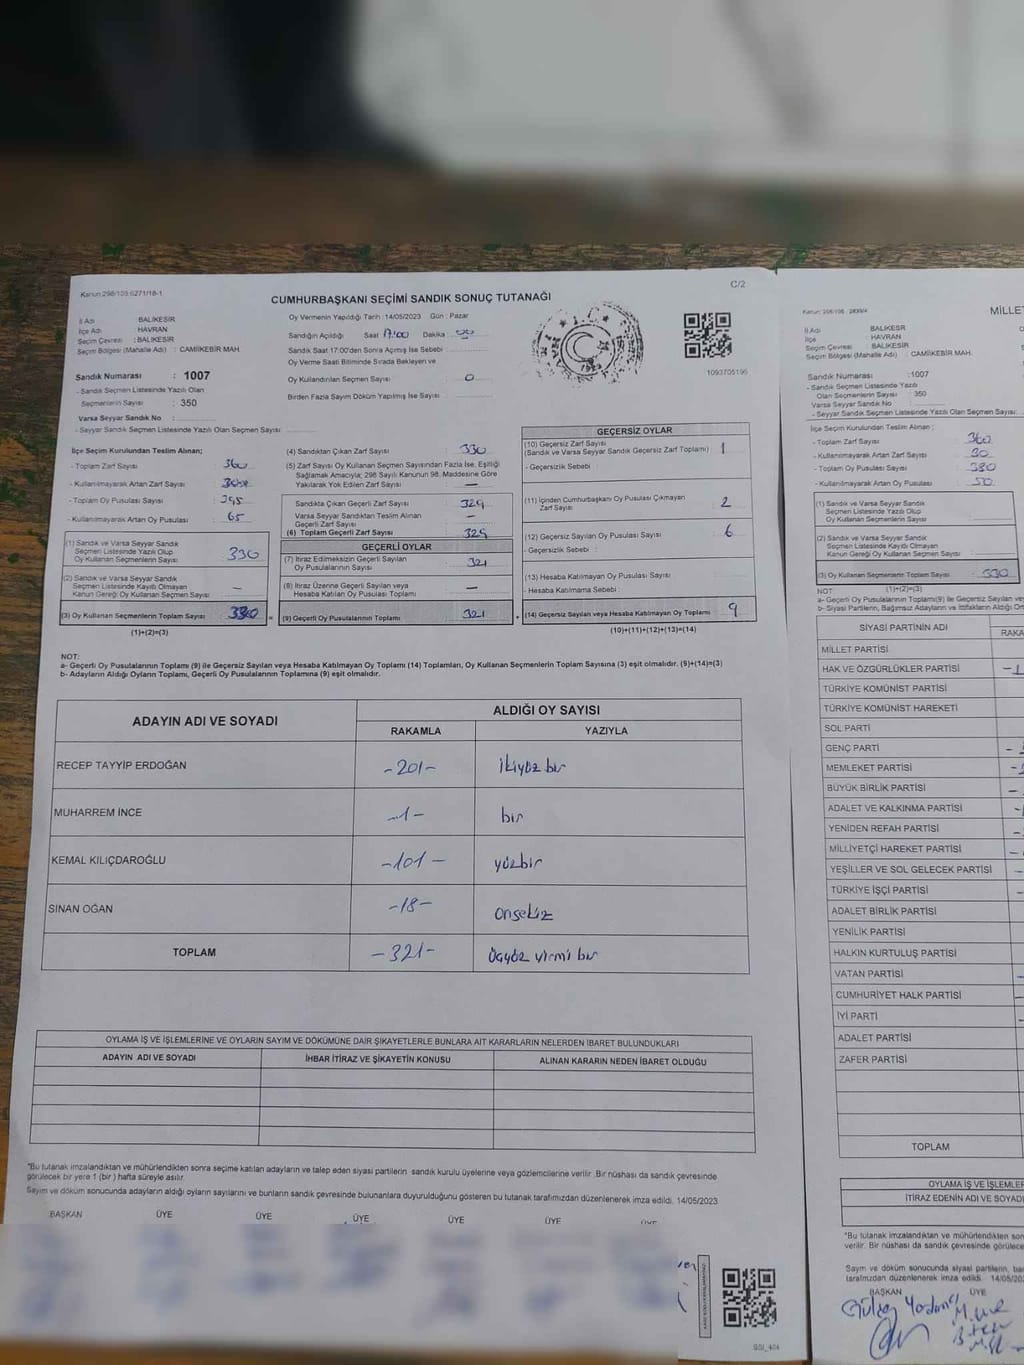 Kanun:298/105,6271/18-1
C/2
CUMHURBAŞKANI SEÇİMİ SANDIK SONUÇ TUTANAĞI
İl Adı : BALIKESİR
İlçe Adı : HAVRAN
Seçim Çevresi : BALIKESİR
Seçim Bölgesi (Mahalle Adı) : CAMİİKEBİR MAH.
Sandık Numarası : 1007
- Sandık Seçmen Listesinde Yazılı Olan
Seçmenlerin Sayısı : 350
Varsa Seyyar Sandık No :
- Seyyar Sandık Seçmen Listesinde Yazılı Olan Seçmen Sayısı
Oy Vermenin Yapıldığı Tarih : 14/05/2023 Gün : Pazar
Sandığın Açıldığı Saat 17:00 Dakika 00
Sandık Saat 17:00'den Sonra Açmış İse Sebebi
Oy Verme Saati Bitiminde Sırada Bekleyen ve
Oy Kullandırılan Seçmen Sayısı 0
Birden Fazla Sayım Döküm Yapılmış İse Sayısı
1093705196
İlçe Seçim Kurulundan Teslim Alınan;
- Toplam Zarf Sayısı 360
- Kullanılmayarak Artan Zarf Sayısı
- Toplam Oy Pusulası Sayısı 395
- Kullanılmayarak Artan Oy Pusulası 65
(1) Sandık ve Varsa Seyyar Sandık
Seçmen Listesinde Yazılı Olup
Oy Kullanan Seçmenlerin Sayısı 330
(2) Sandık ve Varsa Seyyar Sandık
Seçmen Listesinde Kaydı Olmayan
Kanun Gereği Oy Kullanan Seçmen Sayısı -
(3) Oy Kullanan Seçmenlerin Toplam Sayısı 330
(1)+(2)=(3)
(4) Sandıktan Çıkan Zarf Sayısı 330
(5) Zarf Sayısı Oy Kullanan Seçmen Sayısından Fazla İse, Eşitliği
Sağlamak Amacıyla; 298 Sayılı Kanunun 98. Maddesine Göre
Yakılarak Yok Edilen Zarf Sayısı -
Sandıkta Çıkan Geçerli Zarf Sayısı 329
Varsa Seyyar Sandıktan Teslim Alınan
Geçerli Zarf Sayısı -
(6) Toplam Geçerli Zarf Sayısı 329
GEÇERLİ OYLAR
(7) İtiraz Edilmeksizin Geçerli Sayılan
Oy Pusulasının Sayısı 321
(8) İtiraz Üzerine Geçerli Sayılan veya
Hesaba Katılan Oy Pusulası Toplamı -
(9) Geçerli Oy Pusulalarının Toplamı 321
GEÇERSİZ OYLAR
(10) Geçersiz Zarf Sayısı
(Sandık ve Varsa Seyyar Sandık Geçersiz Zarf Toplamı) 1
- Geçersizlik Sebebi
(11) İçinden Cumhurbaşkanı Oy Pusulası Çıkmayan
Zarf Sayısı 2
(12) Geçersiz Sayılan Oy Pusulası Sayısı 6
- Geçersizlik Sebebi :
(13) Hesaba Katılmayan Oy Pusulası Sayısı
- Hesaba Katılmama Sebebi
(14) Geçersiz Sayılan veya Hesaba Katılmayan Oy Toplamı 9
(10)+(11)+(12)+(13)=(14)
NOT:
a- Geçerli Oy Pusulalarının Toplamı (9) ile Geçersiz Sayılan veya Hesaba Katılmayan Oy Toplamı (14) Toplamları, Oy Kullanan Seçmenlerin Toplam Sayısına (3) eşit olmalıdır. (9)+(14)=(3)
b- Adayların Aldığı Oyların Toplamı, Geçerli Oy Pusulalarının Toplamına (9) eşit olmalıdır.
ADAYIN ADI VE SOYADI
ALDIĞI OY SAYISI
RAKAMLA YAZIYLA
RECEP TAYYİP ERDOĞAN -201- ikiyüz bir
MUHARREM İNCE -1- bir
KEMAL KILIÇDAROĞLU -101- yüzbir
SİNAN OĞAN -18- onsekiz
TOPLAM -321- üçyüz yirmi bir
OYLAMA İŞ VE İŞLEMLERİNE VE OYLARIN SAYIM VE DÖKÜMÜNE DAİR ŞİKAYETLERLE BUNLARA AİT KARARLARIN NELERDEN İBARET BULUNDUKLARI
ADAYIN ADI VE SOYADI İHBAR İTİRAZ VE ŞİKAYETİN KONUSU ALINAN KARARIN NEDEN İBARET OLDUĞU
*Bu tutanak imzalandıktan ve mühürlendikten sonra seçime katılan adayların ve talep eden siyasi partilerin sandık kurulu üyelerine veya gözlemcilerine verilir. Bir nüshası da sandık çevresinde
görülecek bir yere 1 (bir) hafta süreyle asılır.
Sayım ve döküm sonucunda adayların aldığı oyların sayılarını ve bunların sandık çevresinde bulunanlara duyurulduğunu gösteren bu tutanak tarafımızdan düzenlenerek imza edildi. 14/05/2023
BAŞKAN ÜYE ÜYE ÜYE ÜYE ÜYE ÜYE
MİLLET
İl Adı : BALIKESİR
İlçe : HAVRAN
Seçim Çevresi : BALIKESİR
Seçim Bölgesi (Mahalle Adı) : CAMİİKEBİR MAH.
Sandık Numarası : 1007
- Sandık Seçmen Listesinde Yazılı
Olan Seçmenlerin Sayısı : 350
Varsa Seyyar Sandık No :
- Seyyar Sandık Seçmen Listesinde Yazılı Olan Seçmen Sayısı:
İlçe Seçim Kurulundan Teslim Alınan ;
- Toplam Zarf Sayısı 360
- Kullanılmayarak Artan Zarf Sayısı 30
- Toplam Oy Pusulası Sayısı 380
- Kullanılmayarak Artan Oy Pusulası 50
(1) Sandık ve Varsa Seyyar Sandık
Seçmen Listesinde Yazılı Olup
Oy Kullanan Seçmenlerin Sayısı
(2) Sandık ve Varsa Seyyar Sandık
Seçmen Listesinde Kaydı Olmayan
Kanun Gereği Oy Kullanan Seçmen Sayısı :
(3) Oy Kullanan Seçmenlerin Toplam Sayısı : 330
(1)+(2)=(3)
NOT
a- Geçerli Oy Pusulalarının Toplamı(9) ile Geçersiz Sayılan
b- Siyasi Partilerin, Bağımsız Adayların ve İttifakların Aldığı
SİYASİ PARTİNİN ADI
MİLLET PARTİSİ
HAK VE ÖZGÜRLÜKLER PARTİSİ
TÜRKİYE KOMÜNİST PARTİSİ
TÜRKİYE KOMÜNİST HAREKETİ
SOL PARTİ
GENÇ PARTİ
MEMLEKET PARTİSİ
BÜYÜK BİRLİK PARTİSİ
ADALET VE KALKINMA PARTİSİ
YENİDEN REFAH PARTİSİ
MİLLİYETÇİ HAREKET PARTİSİ
YEŞİLLER VE SOL GELECEK PARTİSİ
TÜRKİYE İŞÇİ PARTİSİ
ADALET BİRLİK PARTİSİ
YENİLİK PARTİSİ
HALKIN KURTULUŞ PARTİSİ
VATAN PARTİSİ
CUMHURİYET HALK PARTİSİ
İYİ PARTİ
ADALET PARTİSİ
ZAFER PARTİSİ
TOPLAM
OYLAMA İŞ VE İŞLEMLER
İTİRAZ EDENİN ADI VE SOYADI
*Bu tutanak imzalandıktan ve mühürlendikten
verilir. Bir nüshası da sandık çevresinde
Sayım ve döküm sonucunda siyasi partilerin,
tarafımızdan düzenlenerek imza edildi.
BAŞKAN ÜYE